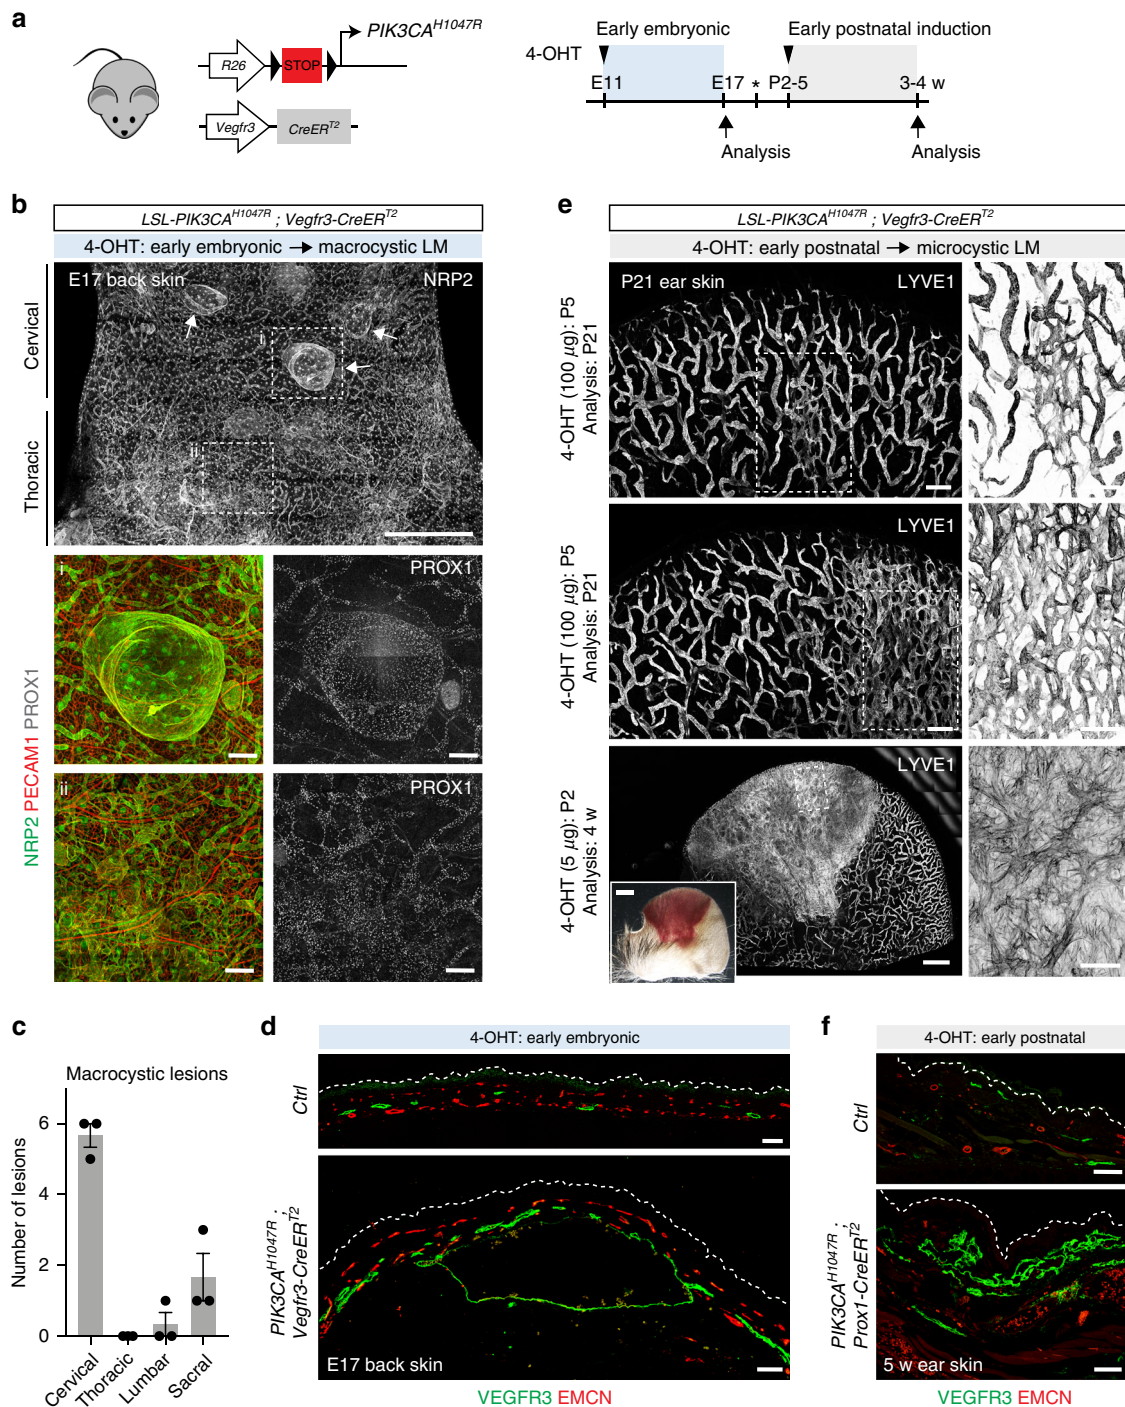 a
R26
STOP
PIK3CA^H1047R
Vegfr3
CreER^T2
Early embryonic
Early postnatal induction
4-OHT
E11
E17
*
P2-5
3-4 w
Analysis
Analysis
b
LSL-PIK3CA^H1047R ; Vegfr3-CreER^T2
4-OHT: early embryonic → macrocystic LM
E17 back skin
NRP2
Cervical
Thoracic
i
ii
i
PROX1
ii
PROX1
NRP2 PECAM1 PROX1
e
LSL-PIK3CA^H1047R ; Vegfr3-CreER^T2
4-OHT: early postnatal → microcystic LM
P21 ear skin
LYVE1
4-OHT (100 µg): P5
Analysis: P21
LYVE1
4-OHT (100 µg): P5
Analysis: P21
LYVE1
4-OHT (5 µg): P2
Analysis: 4 w
c
Macrocystic lesions
Number of lesions
6
4
2
0
Cervical
Thoracic
Lumbar
Sacral
d
4-OHT: early embryonic
Ctrl
PIK3CA^H1047R ;
Vegfr3-CreER^T2
E17 back skin
VEGFR3 EMCN
f
4-OHT: early postnatal
Ctrl
PIK3CA^H1047R ;
Prox1-CreER^T2
5 w ear skin
VEGFR3 EMCN